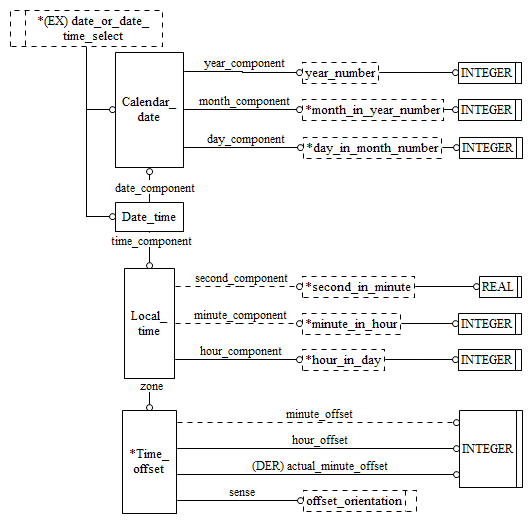 *(EX) date_or_date_
time_select
year_component
year_number
INTEGER
Calendar_
date
month_component
*month_in_year_number
INTEGER
day_component
*day_in_month_number
INTEGER
date_component
Date_time
time_component
second_component
*second_in_minute
REAL
Local_
time
minute_component
*minute_in_hour
INTEGER
hour_component
*hour_in_day
INTEGER
zone
minute_offset
hour_offset
INTEGER
*Time_
offset
(DER) actual_minute_offset
sense
offset_orientation